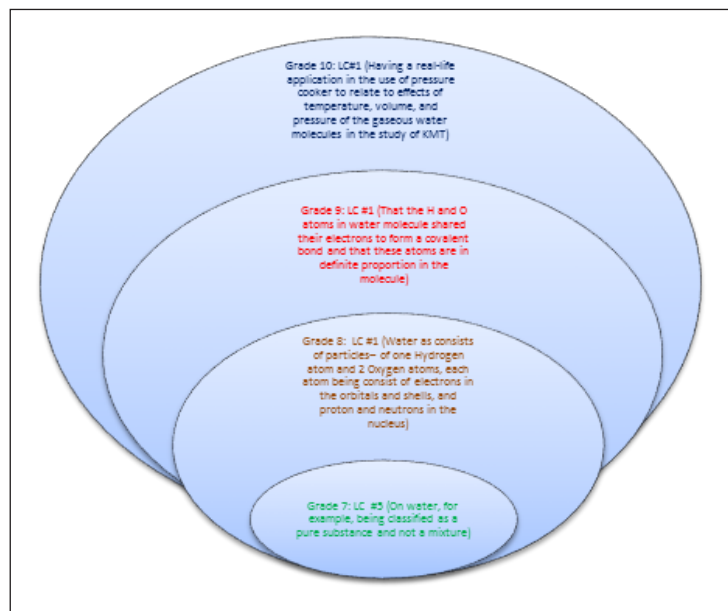 Grade 10: LC#1 (Having a real-life
application in the use of pressure
cooker to relate to effects of
temperature, volume, and
pressure of the gaseous water
molecules in the study of KMT)
Grade 9: LC #1 (That the H and O
atoms in water molecule shared
their electrons to form a covalent
bond and that these atoms are in
definite proportion in the
molecule)
Grade 8:  LC #1 (Water as consists
of particles– of one Hydrogen
atom and 2 Oxygen atoms, each
atom being consist of electrons in
the orbitals and shells, and
proton and neutrons in the
nucleus)
Grade 7: LC  #5 (On water, for
example, being classified as a
pure substance and not a mixture)